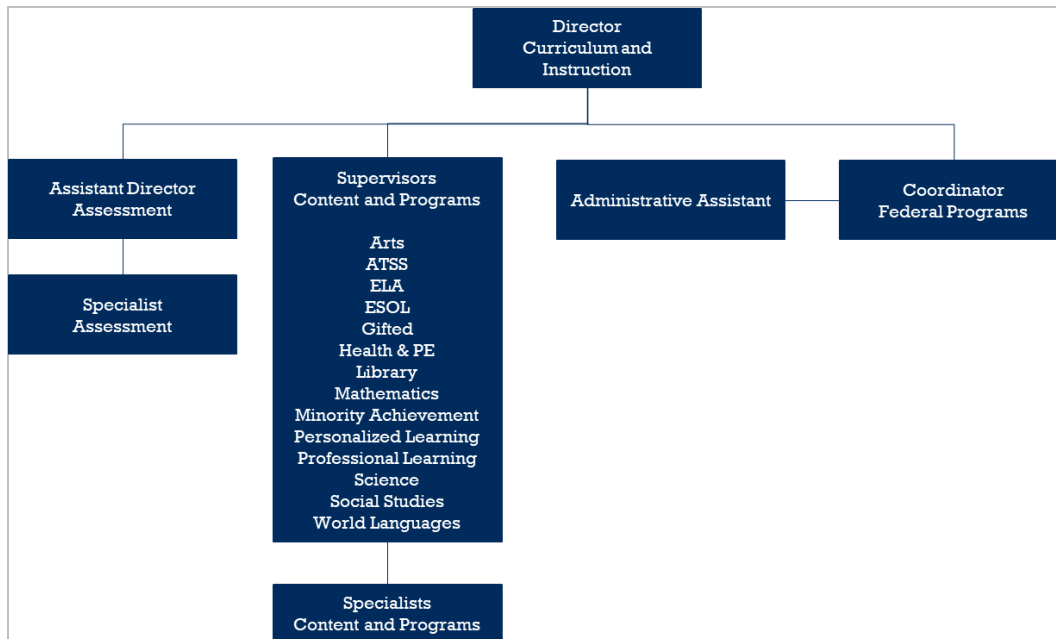 Director
Curriculum and
Instruction
Assistant Director
Assessment
Specialist
Assessment
Supervisors
Content and Programs
Arts
ATSS
ELA
ESOL
Gifted
Health & PE
Library
Mathematics
Minority Achievement
Personalized Learning
Professional Learning
Science
Social Studies
World Languages
Specialists
Content and Programs
Administrative Assistant
Coordinator
Federal Programs